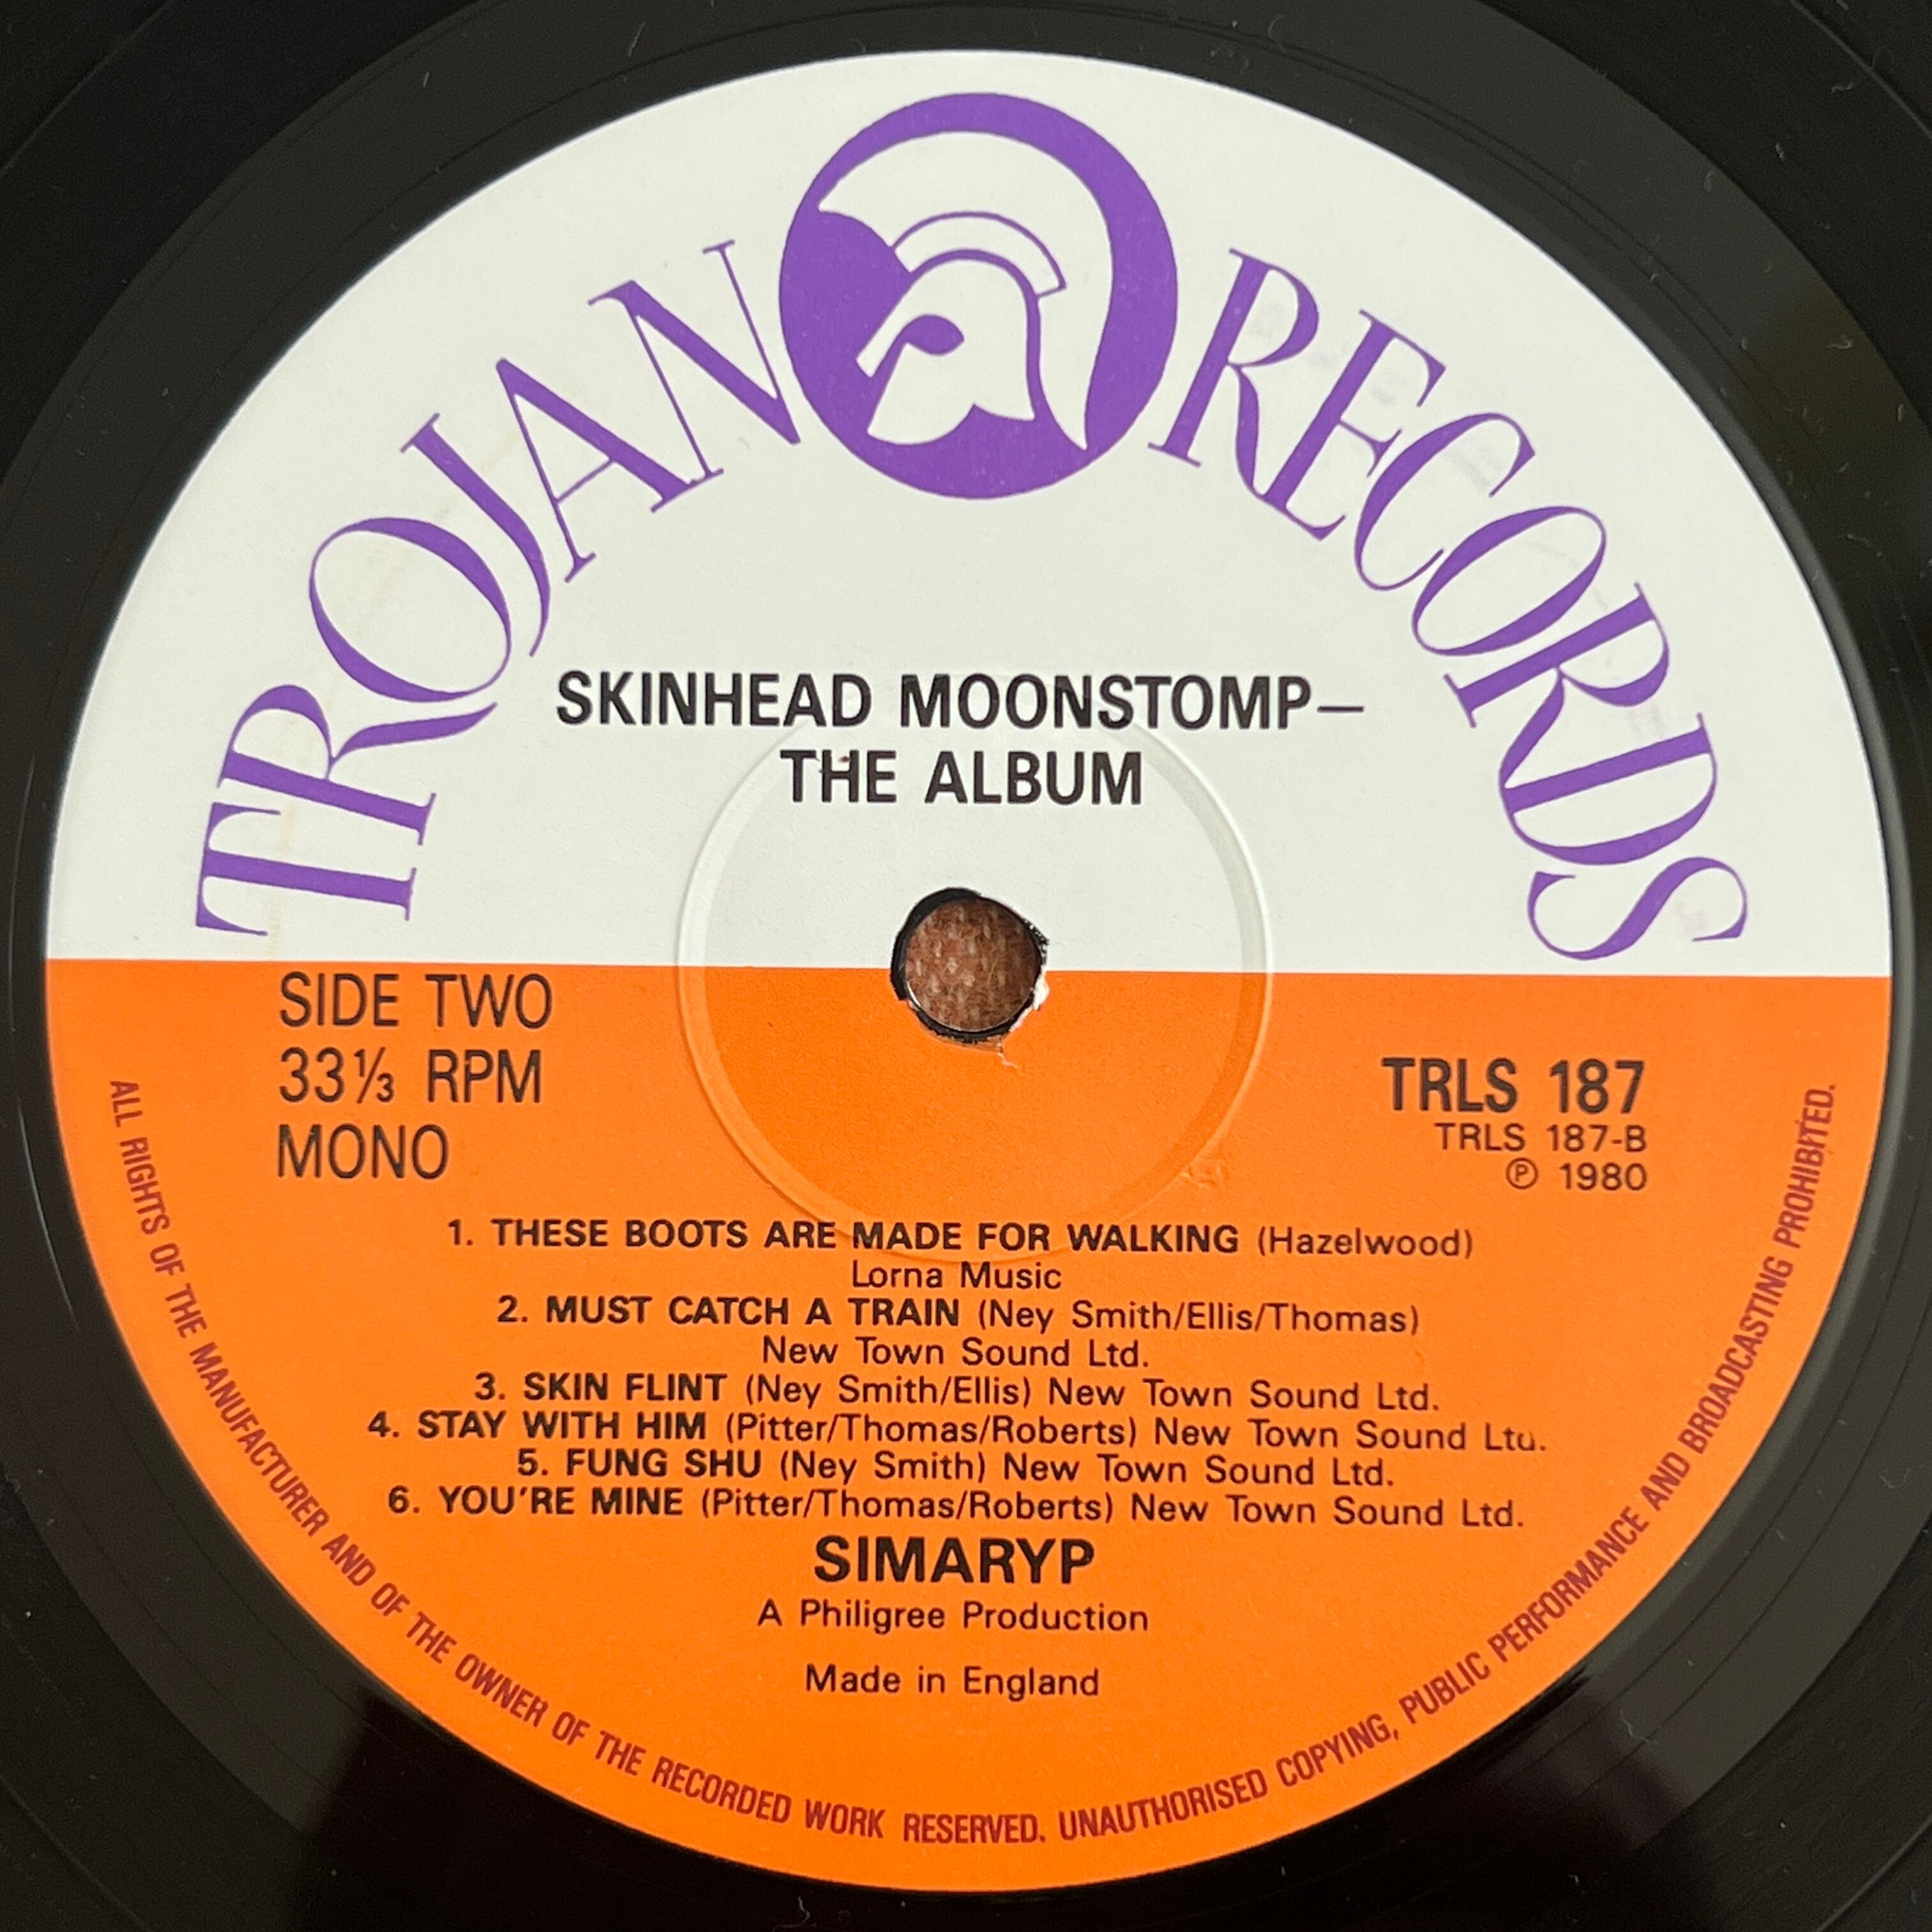 TROJAN RECORDS
SKINHEAD MOONSTOMP–
THE ALBUM
SIDE TWO
33⅓ RPM
MONO
TRLS 187
TRLS 187-B
℗ 1980
1. THESE BOOTS ARE MADE FOR WALKING (Hazelwood)
Lorna Music
2. MUST CATCH A TRAIN (Ney Smith/Ellis/Thomas)
New Town Sound Ltd.
3. SKIN FLINT (Ney Smith/Ellis) New Town Sound Ltd.
4. STAY WITH HIM (Pitter/Thomas/Roberts) New Town Sound Ltd.
5. FUNG SHU (Ney Smith) New Town Sound Ltd.
6. YOU'RE MINE (Pitter/Thomas/Roberts) New Town Sound Ltd.
SIMARYP
A Philigree Production
Made in England
ALL RIGHTS OF THE MANUFACTURER AND OF THE OWNER OF THE RECORDED WORK RESERVED. UNAUTHORISED COPYING, PUBLIC PERFORMANCE AND BROADCASTING PROHIBITED.